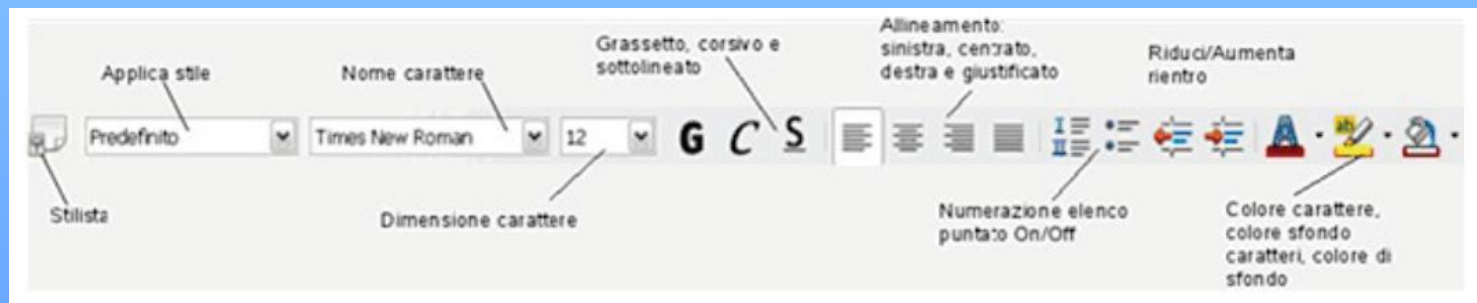 Applica stile
Nome carattere
Grassetto, corsivo e
sottolineato
Allineamento:
sinistra, centrato,
destra e giustificato
Riduci/Aumenta
rientro
Predefinito
Times New Roman
12
G C S
Stilista
Dimensione carattere
Numerazione elenco
puntato On/Off
Colore carattere,
colore sfondo
caratteri, colore di
sfondo